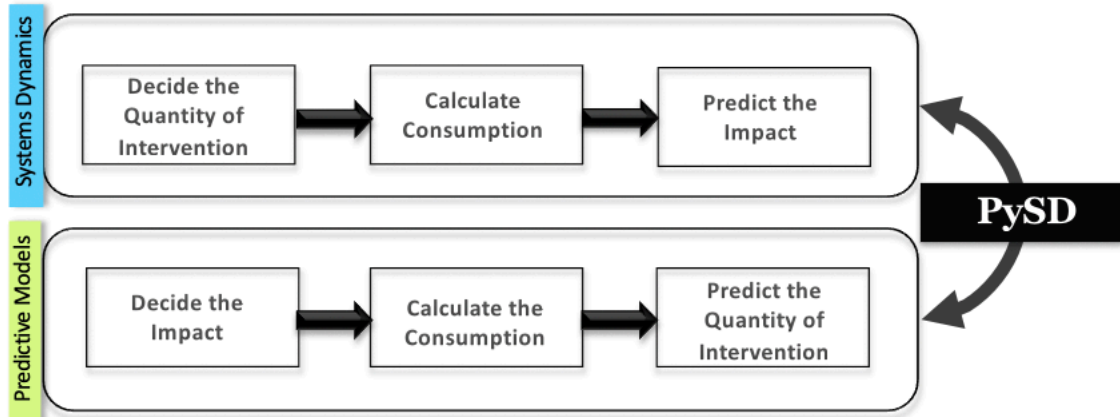 Systems Dynamics
Decide the
Quantity of
Intervention
Calculate
Consumption
Predict the
Impact
PySD
Predictive Models
Decide the
Impact
Calculate the
Consumption
Predict the
Quantity of
Intervention